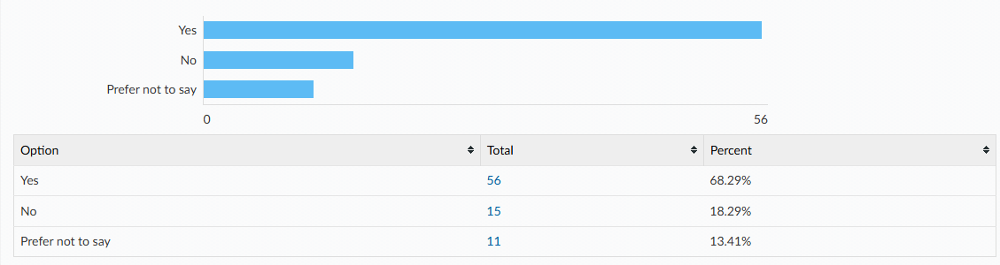 Yes
No
Prefer not to say
0 56
Option Total Percent
Yes 56 68.29%
No 15 18.29%
Prefer not to say 11 13.41%